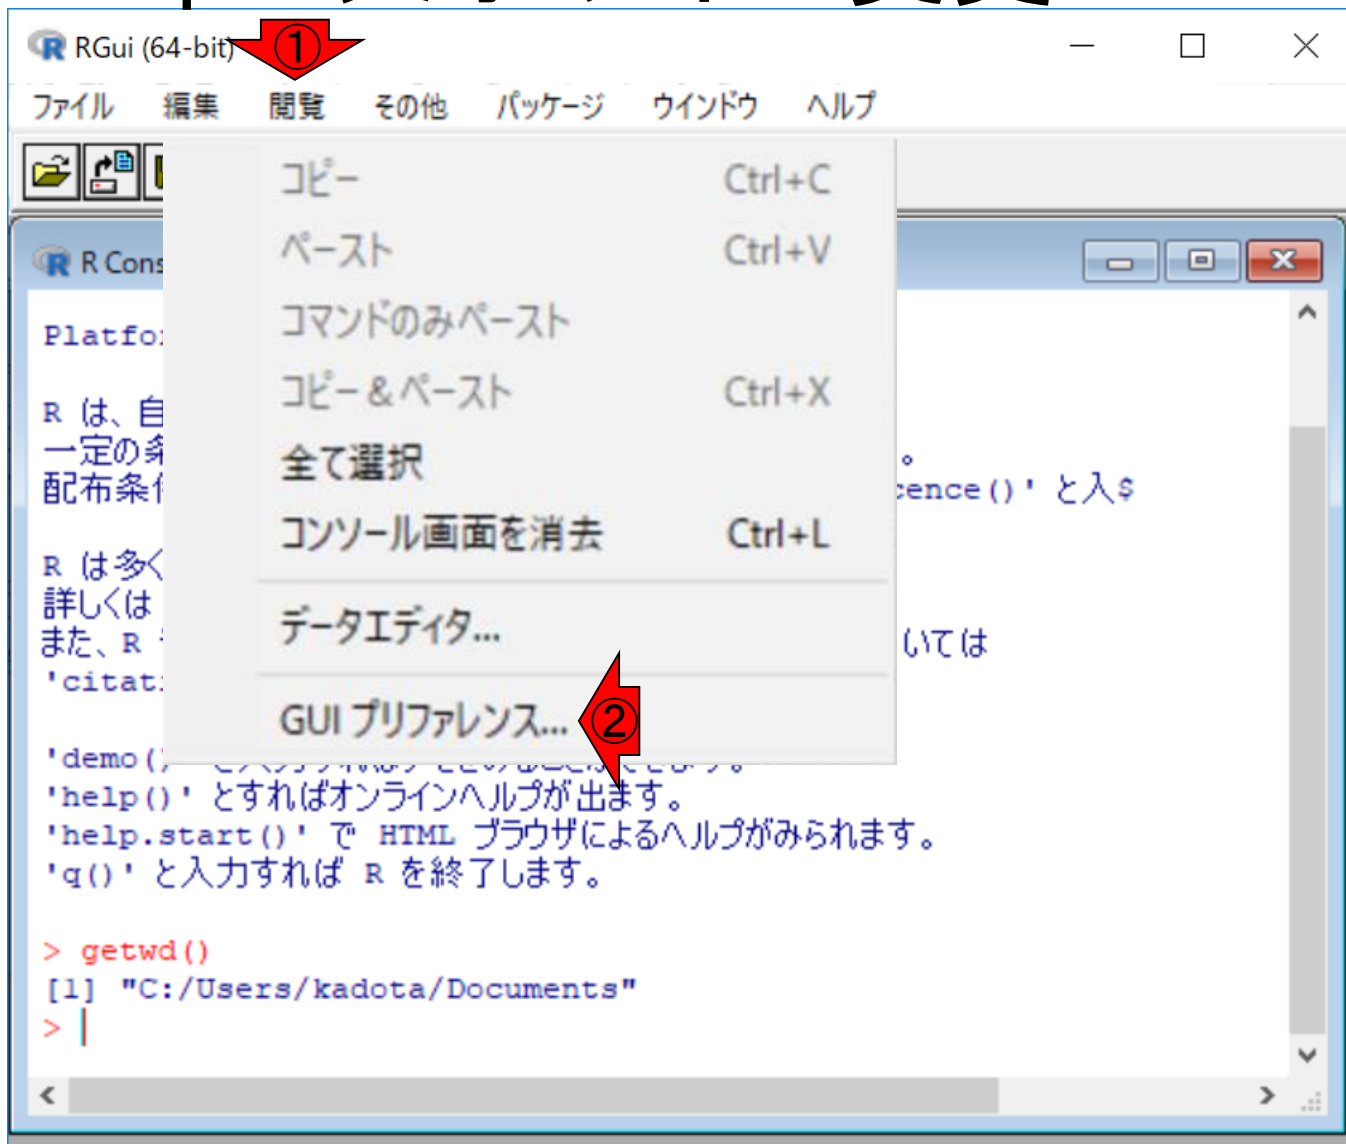 RGui (64-bit)
①
ファイル 編集 閲覧 その他 パッケージ ウインドウ ヘルプ
コピー Ctrl+C
ペースト Ctrl+V
コマンドのみペースト
コピー&ペースト Ctrl+X
全て選択
コンソール画面を消去 Ctrl+L
データエディタ...
GUI プリファレンス... ②
R Cons
Platfo
R は、自
一定の条 。
配布条 cence()' と入$
R は多く
詳しくは
また、R いては
'citat
'demo()
'help()' とすればオンラインヘルプが出ます。
'help.start()' で HTML ブラウザによるヘルプがみられます。
'q()' と入力すれば R を終了します。
> getwd()
[1] "C:/Users/kadota/Documents"
>